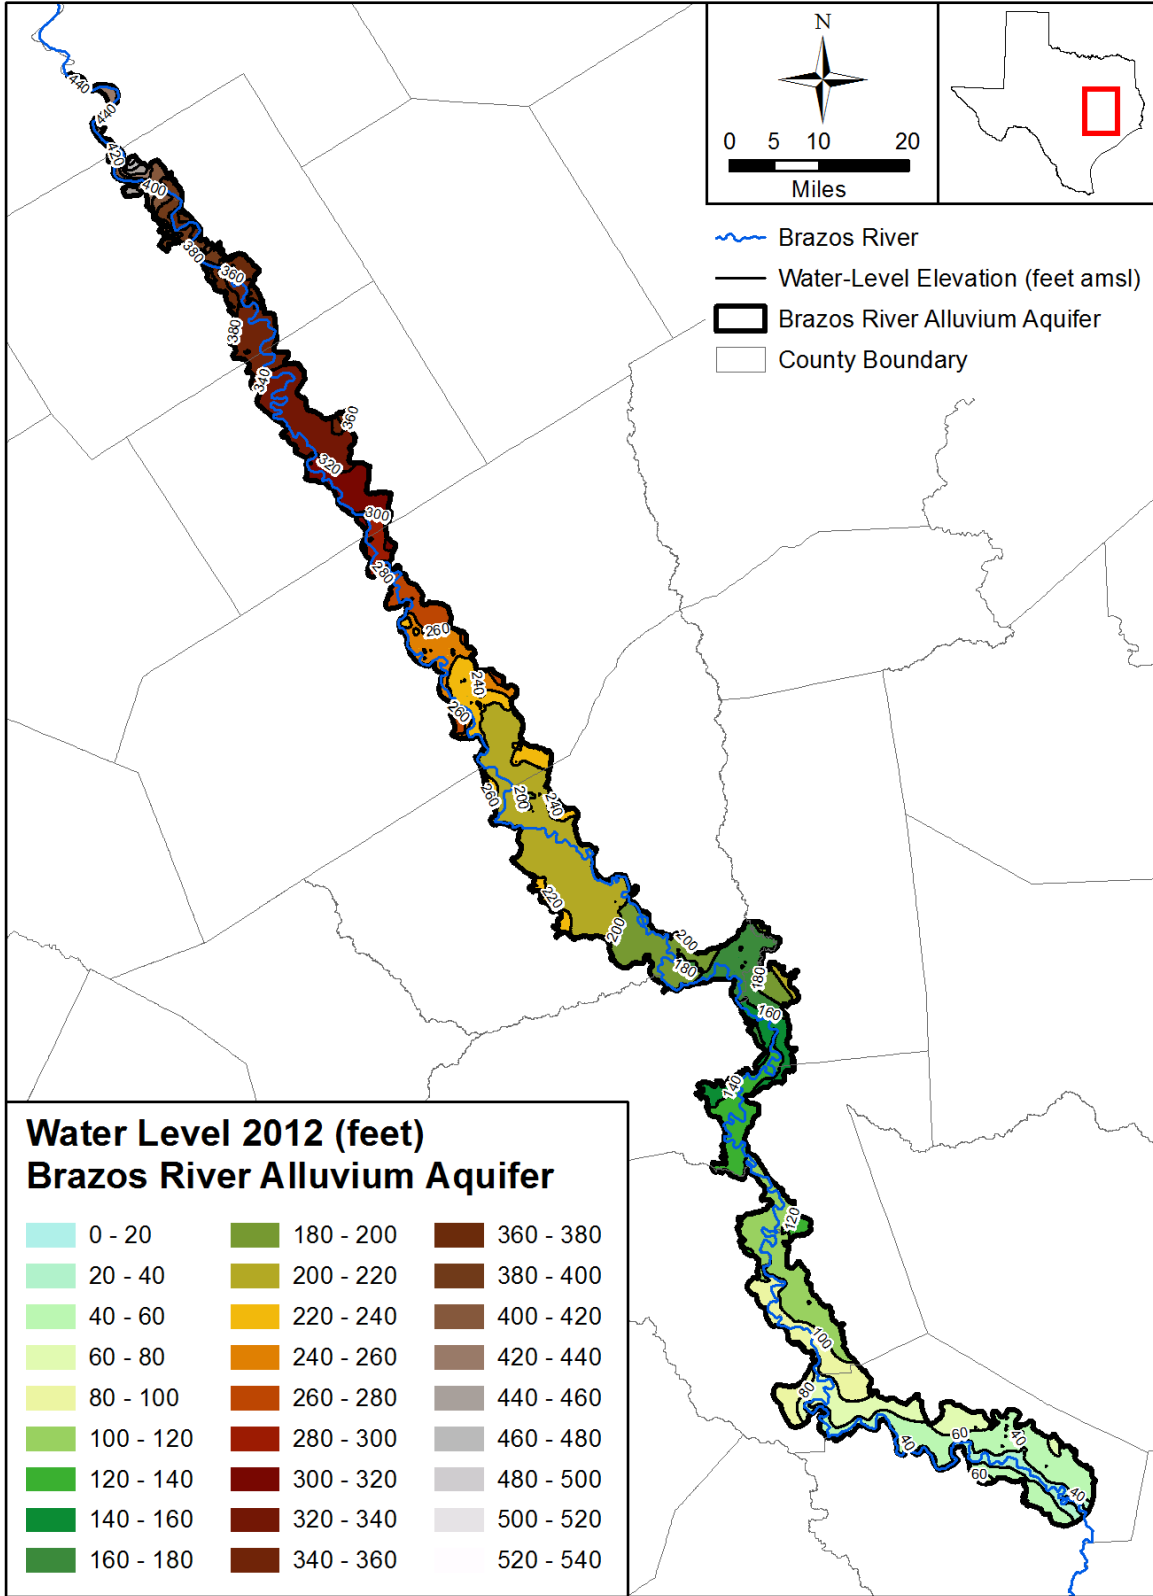 N
0 5 10 20
Miles
Brazos River
Water-Level Elevation (feet amsl)
Brazos River Alluvium Aquifer
County Boundary
440
440
420
400
380
360
380
340
360
320
300
280
260
240
260
260
200
240
220
200
200
180
180
160
140
120
100
80
60
40
40
60
40
Water Level 2012 (feet)
Brazos River Alluvium Aquifer
0 - 20
20 - 40
40 - 60
60 - 80
80 - 100
100 - 120
120 - 140
140 - 160
160 - 180
180 - 200
200 - 220
220 - 240
240 - 260
260 - 280
280 - 300
300 - 320
320 - 340
340 - 360
360 - 380
380 - 400
400 - 420
420 - 440
440 - 460
460 - 480
480 - 500
500 - 520
520 - 540